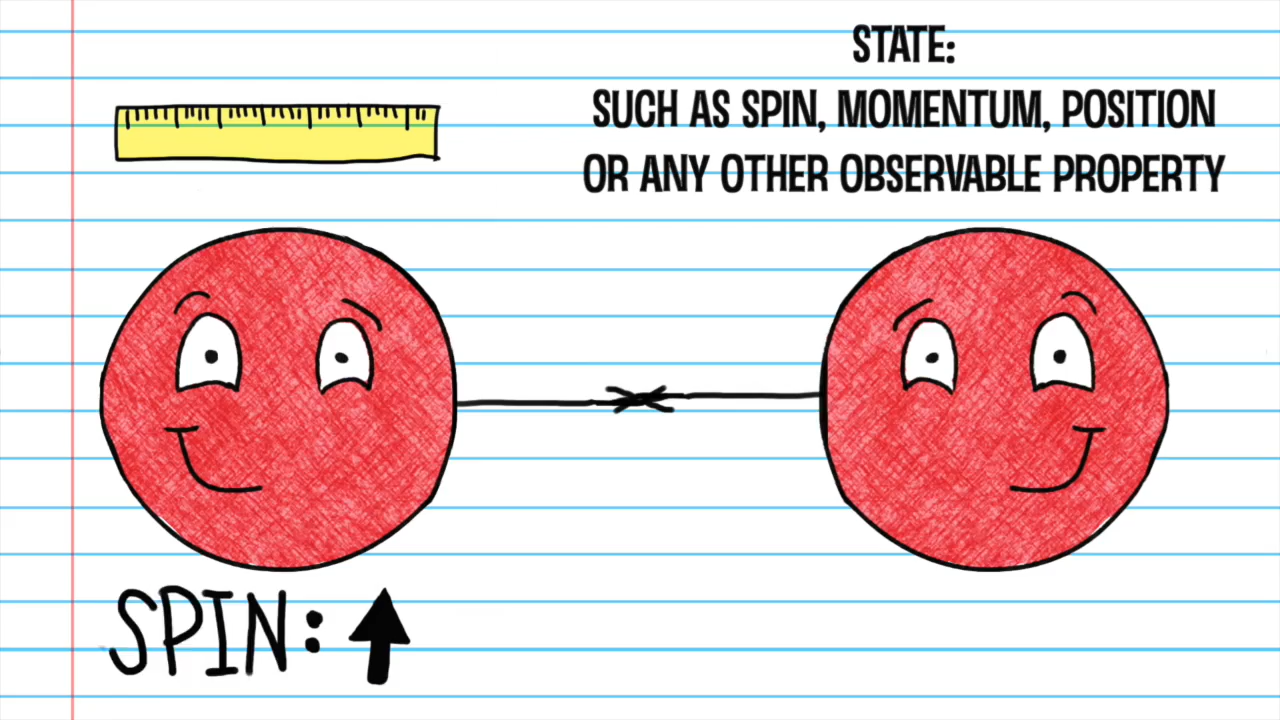 STATE:
SUCH AS SPIN, MOMENTUM, POSITION
OR ANY OTHER OBSERVABLE PROPERTY
SPIN: